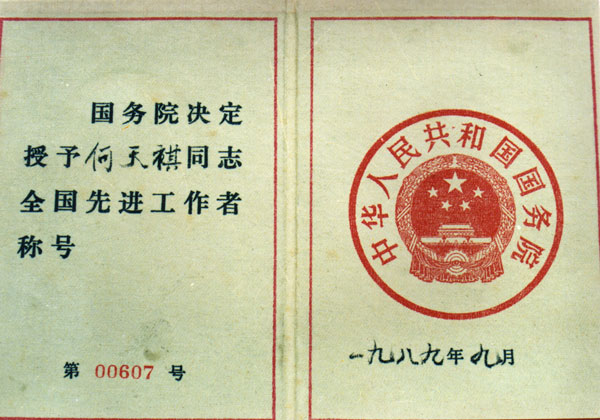 国务院决定
授予何天祺同志
全国先进工作者
称号
第 00607 号
中华人民共和国国务院
一九八九年九月